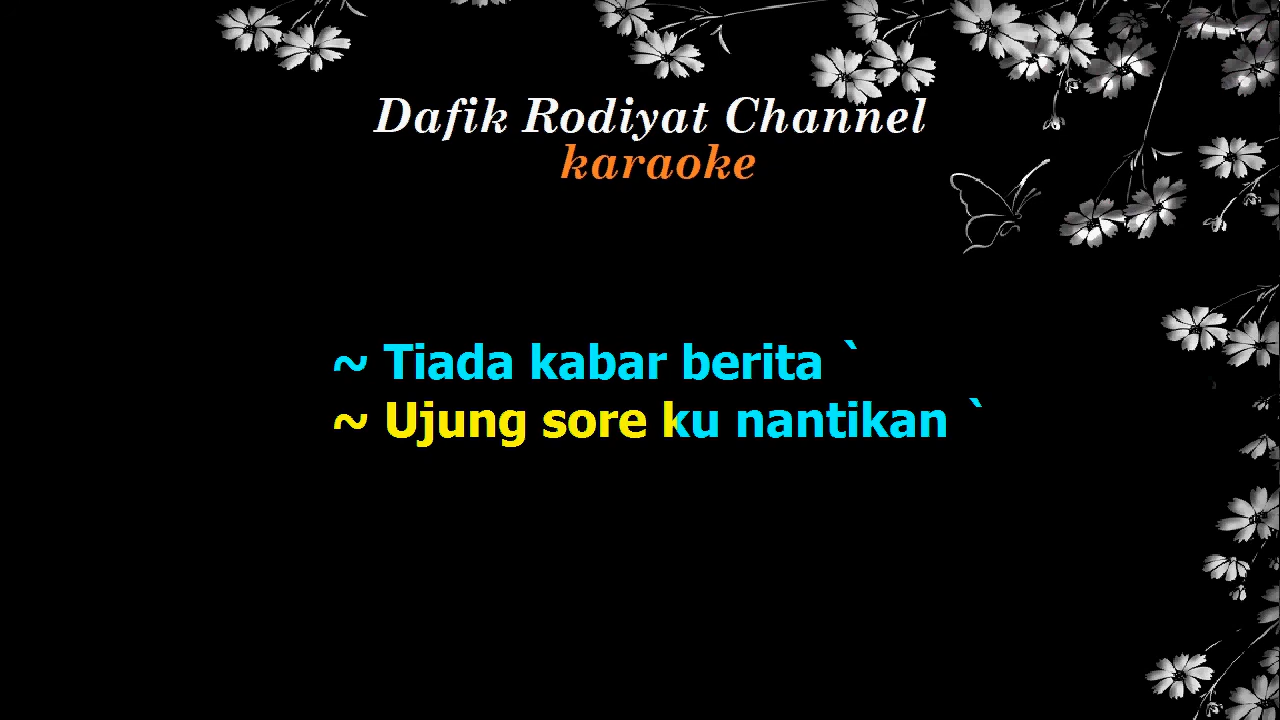 Dafik Rodiyat Channel
karaoke
~ Tiada kabar berita `
~ Ujung sore ku nantikan `